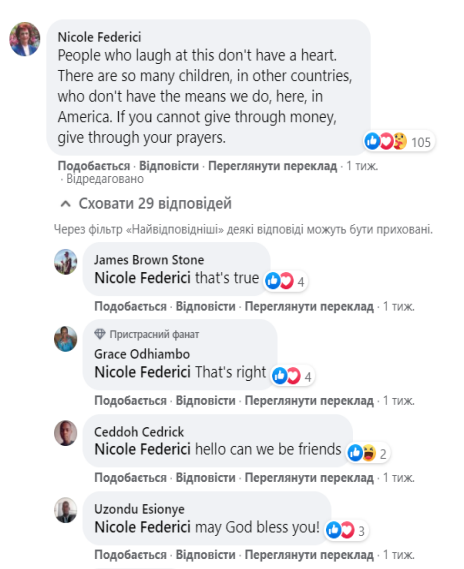 Nicole Federici
People who laugh at this don't have a heart.
There are so many children, in other countries,
who don't have the means we do, here, in
America. If you cannot give through money,
give through your prayers.
105
Подобається · Відповісти · Переглянути переклад · 1 тиж.
· Відредаговано
Сховати 29 відповідей
Через фільтр «Найвідповідніші» деякі відповіді можуть бути приховані.
James Brown Stone
Nicole Federici that's true
4
Подобається · Відповісти · Переглянути переклад · 1 тиж.
Пристрасний фанат
Grace Odhiambo
Nicole Federici That's right
4
Подобається · Відповісти · Переглянути переклад · 1 тиж.
Ceddoh Cedrick
Nicole Federici hello can we be friends
2
Подобається · Відповісти · Переглянути переклад · 1 тиж.
Uzondu Esionye
Nicole Federici may God bless you!
3
Подобається · Відповісти · Переглянути переклад · 1 тиж.